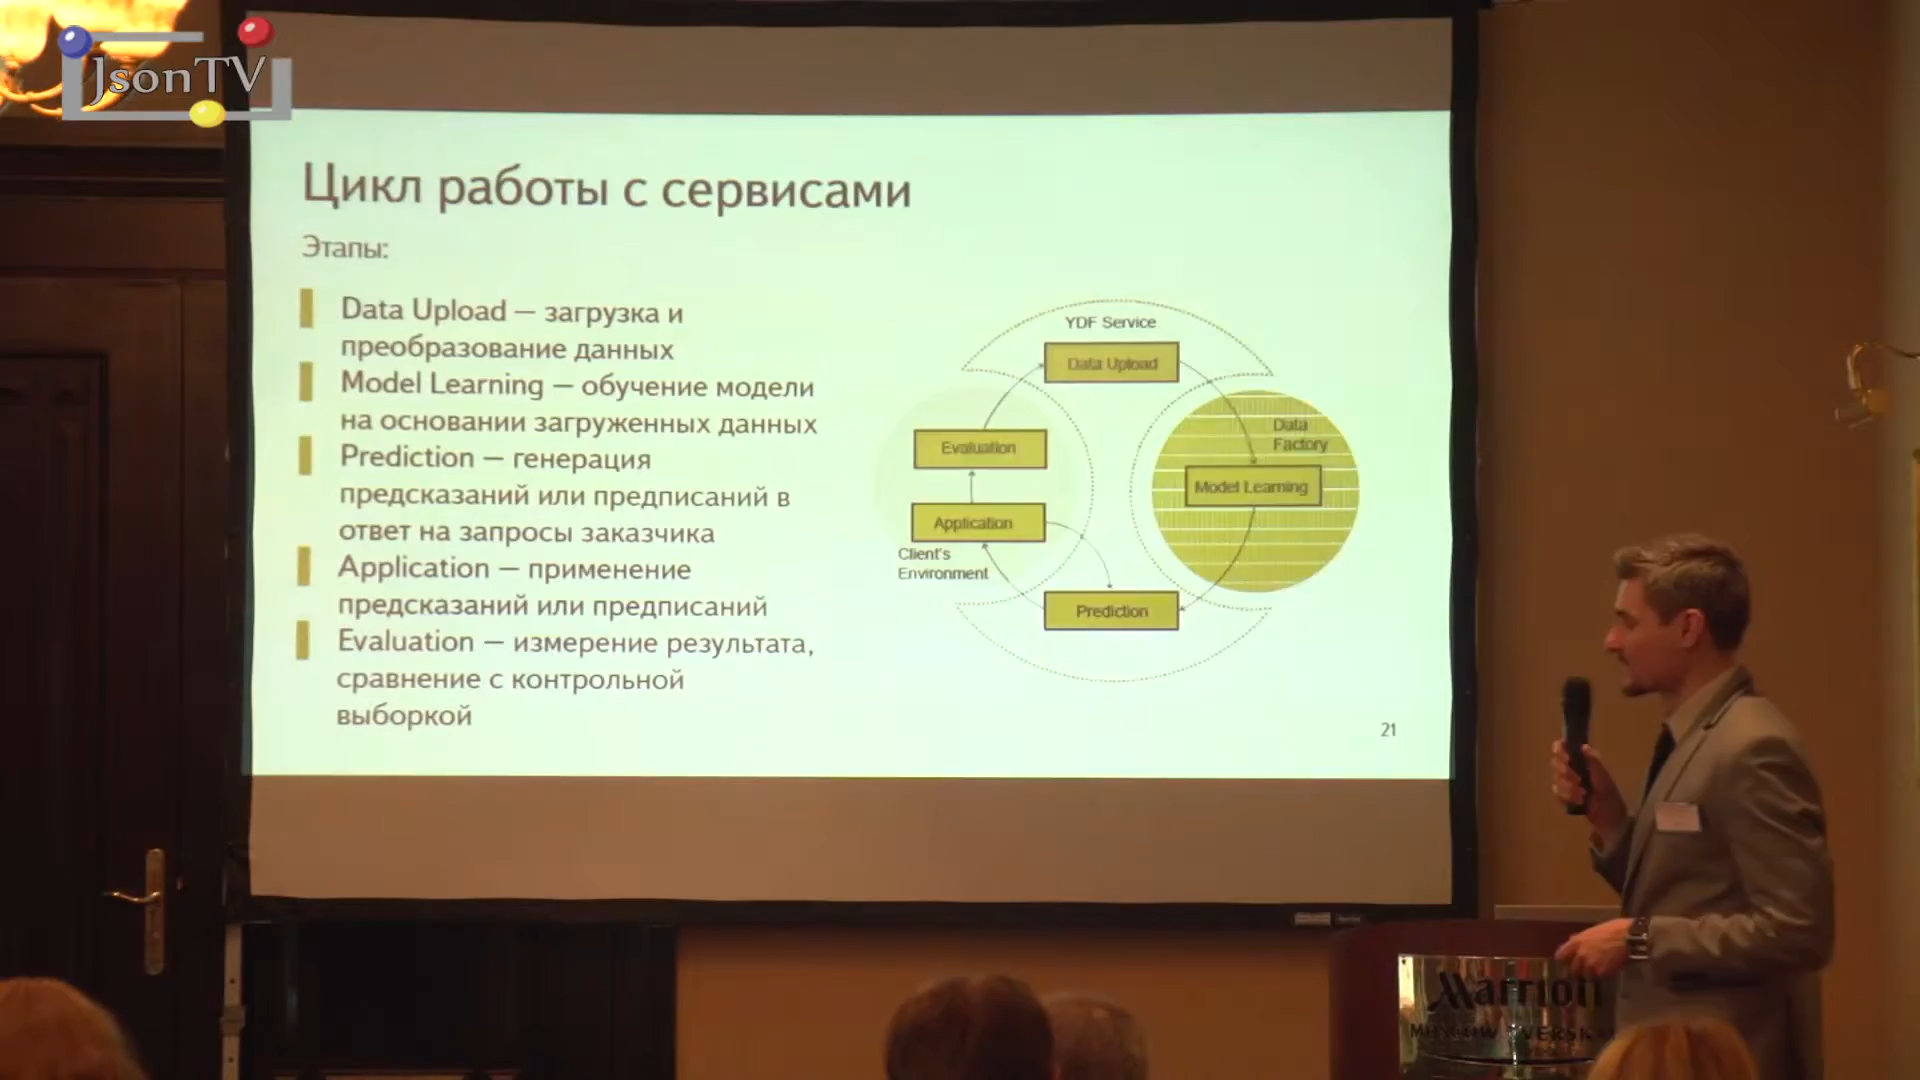 JsonTV
Цикл работы с сервисами
Этапы:
Data Upload — загрузка и
преобразование данных
Model Learning — обучение модели
на основании загруженных данных
Prediction — генерация
предсказаний или предписаний в
ответ на запросы заказчика
Application — применение
предсказаний или предписаний
Evaluation — измерение результата,
сравнение с контрольной
выборкой
YDF Service
Data Upload
Data
Factory
Model Learning
Evaluation
Application
Client's
Environment
Prediction
21
Marriott
MOSCOW TVERSKAYA